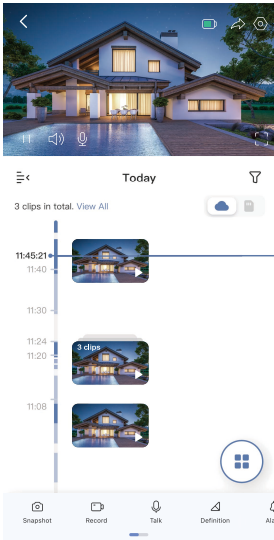 Today
3 clips in total. View All
11:45:21
11:40
11:30
11:24
3 clips
11:20
11:08
Snapshot
Record
Talk
Definition
Ala